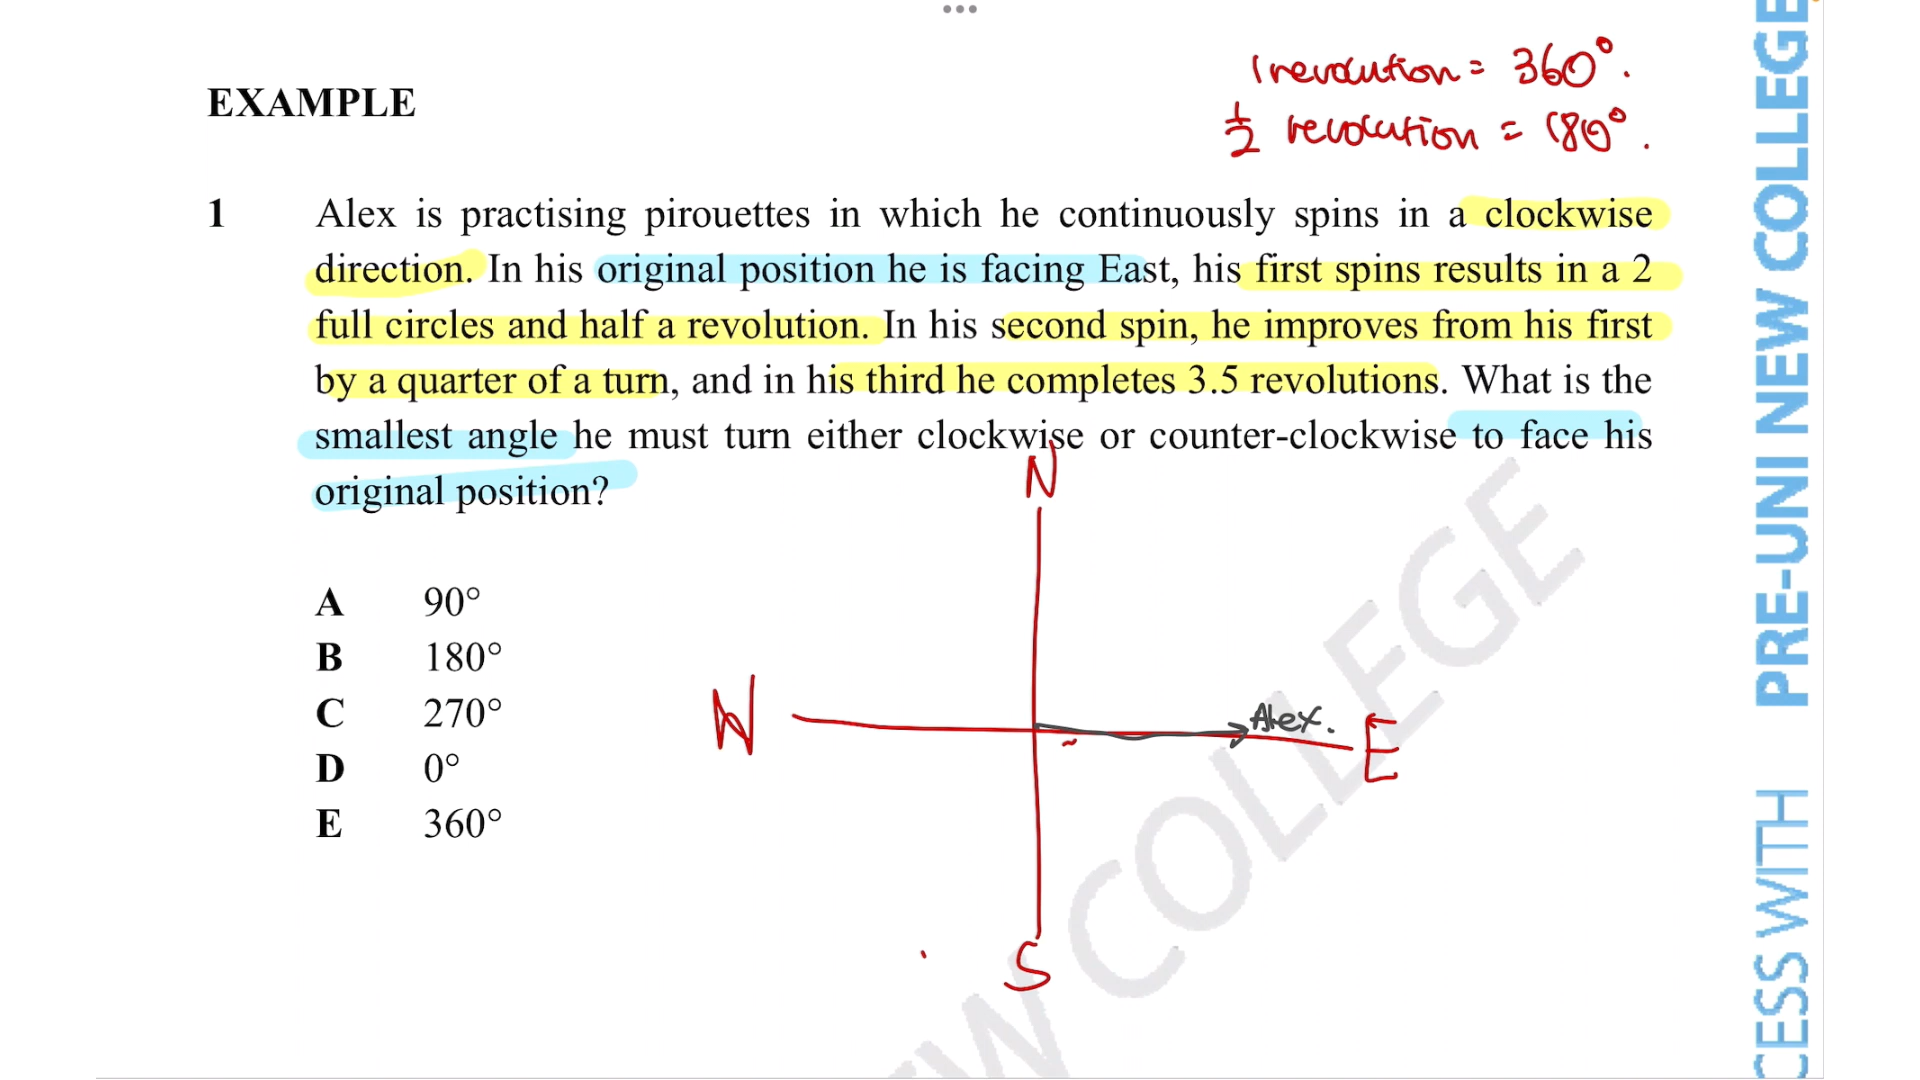 1 revolution = 360°.
EXAMPLE
1/2 revolution = 180°.
1 Alex is practising pirouettes in which he continuously spins in a clockwise
direction. In his original position he is facing East, his first spins results in a 2
full circles and half a revolution. In his second spin, he improves from his first
by a quarter of a turn, and in his third he completes 3.5 revolutions. What is the
smallest angle he must turn either clockwise or counter-clockwise to face his
original position?
N
A 90°
B 180°
C 270°
D 0°
E 360°
W
Alex.
E
S
W COLLEGE
CESS WITH PRE-UNI NEW COLLEGE